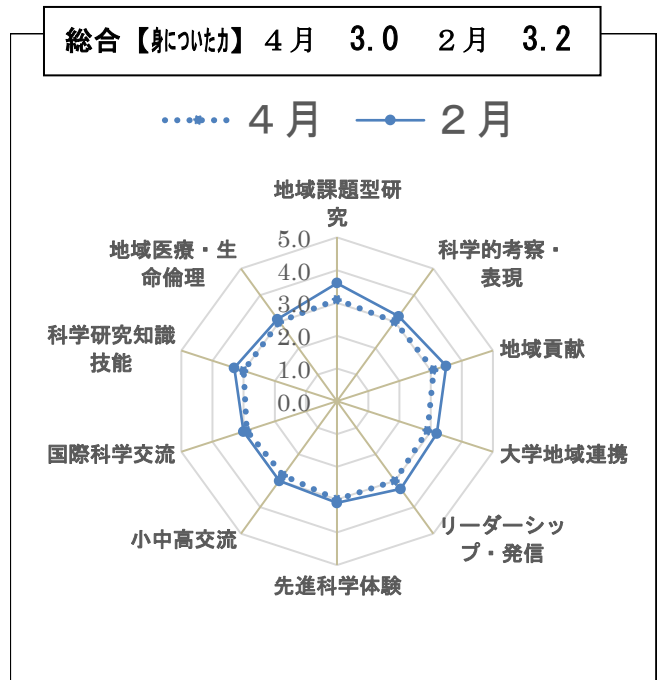 総合【身についた力】４月 3.0 ２月 3.2
４月 ２月
地域課題型研
究
科学的考察・
表現
地域貢献
大学地域連携
リーダーシッ
プ・発信
先進科学体験
小中高交流
国際科学交流
科学研究知識
技能
地域医療・生
命倫理
5.0
4.0
3.0
2.0
1.0
0.0